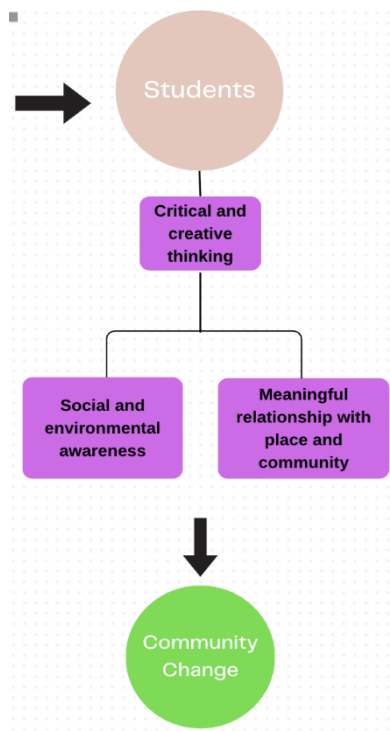 Students
Critical and
creative
thinking
Social and
environmental
awareness
Meaningful
relationship with
place and
community
Community
Change